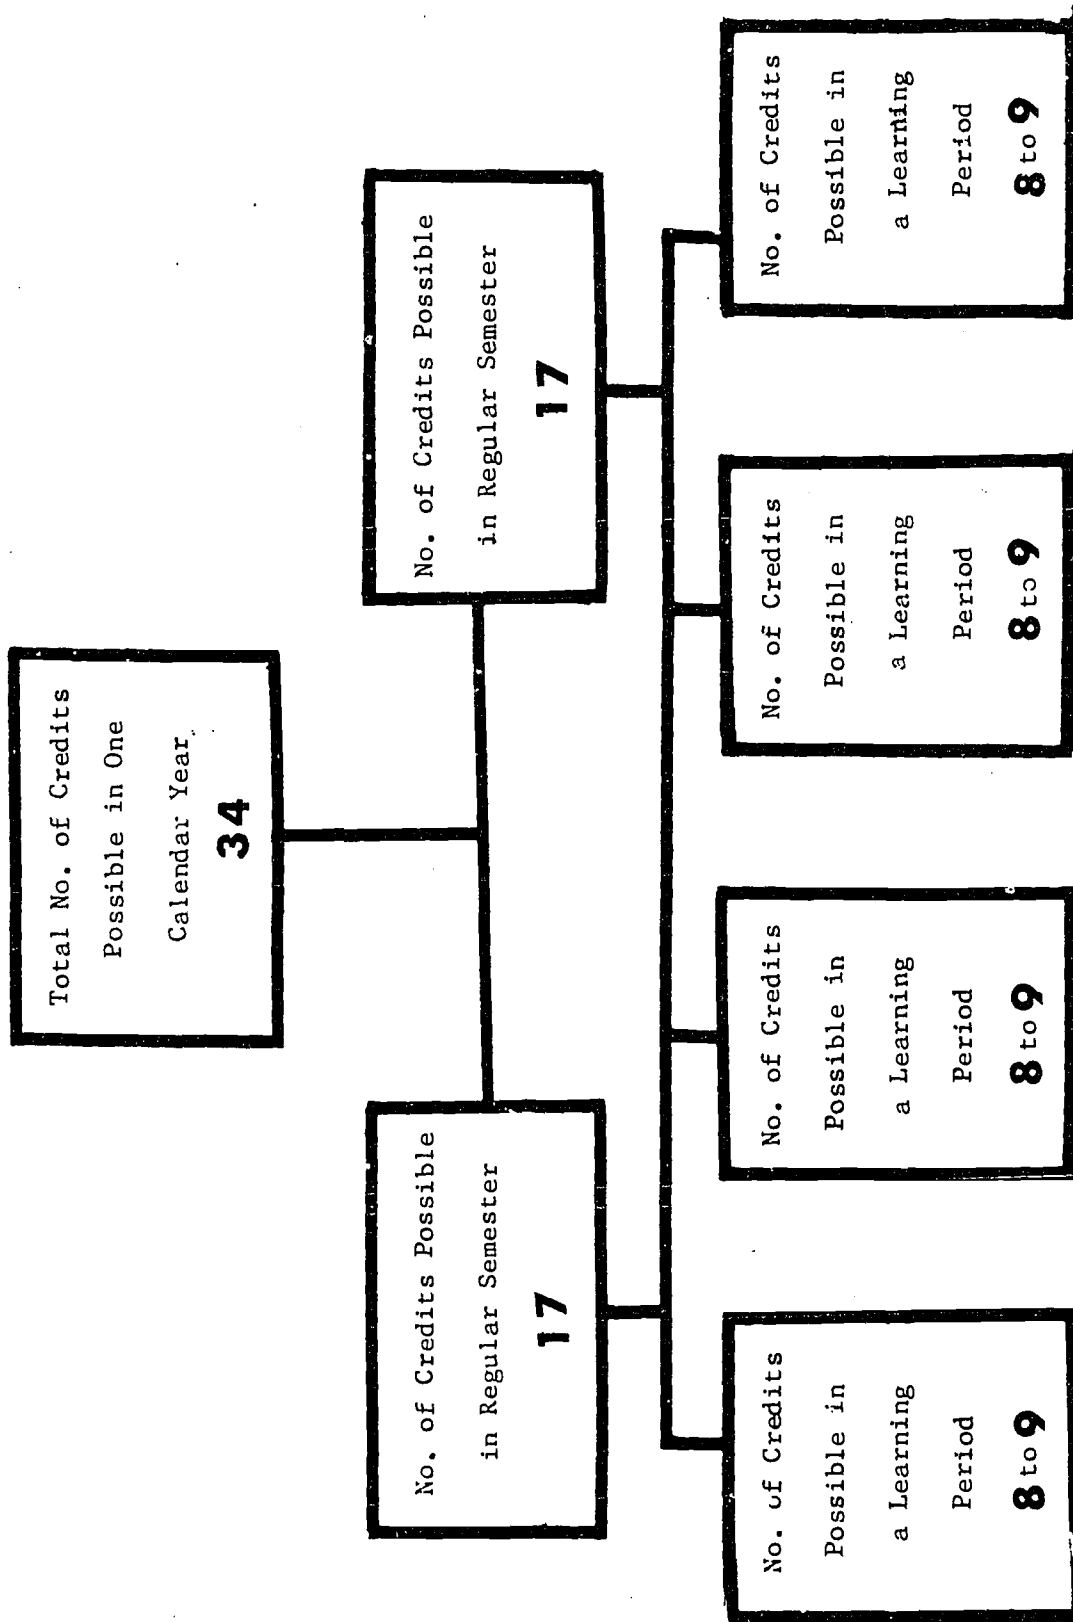 Total No. of Credits
Possible in One
Calendar Year
34
No. of Credits Possible
in Regular Semester
17
No. of Credits Possible
in Regular Semester
17
No. of Credits
Possible in
a Learning
Period
8 to 9
No. of Credits
Possible in
a Learning
Period
8 to 9
No. of Credits
Possible in
a Learning
Period
8 to 9
No. of Credits
Possible in
a Learning
Period
8 to 9